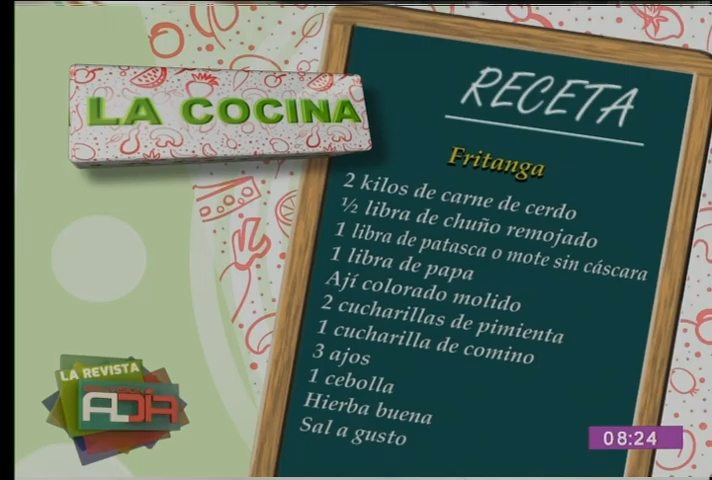 LA COCINA
RECETA
Fritanga
2 kilos de carne de cerdo
½ libra de chuño remojado
1 libra de patasca o mote sin cáscara
1 libra de papa
Ají colorado molido
2 cucharillas de pimienta
1 cucharilla de comino
3 ajos
1 cebolla
Hierba buena
Sal a gusto
LA REVISTA
AL DÍA
08:24